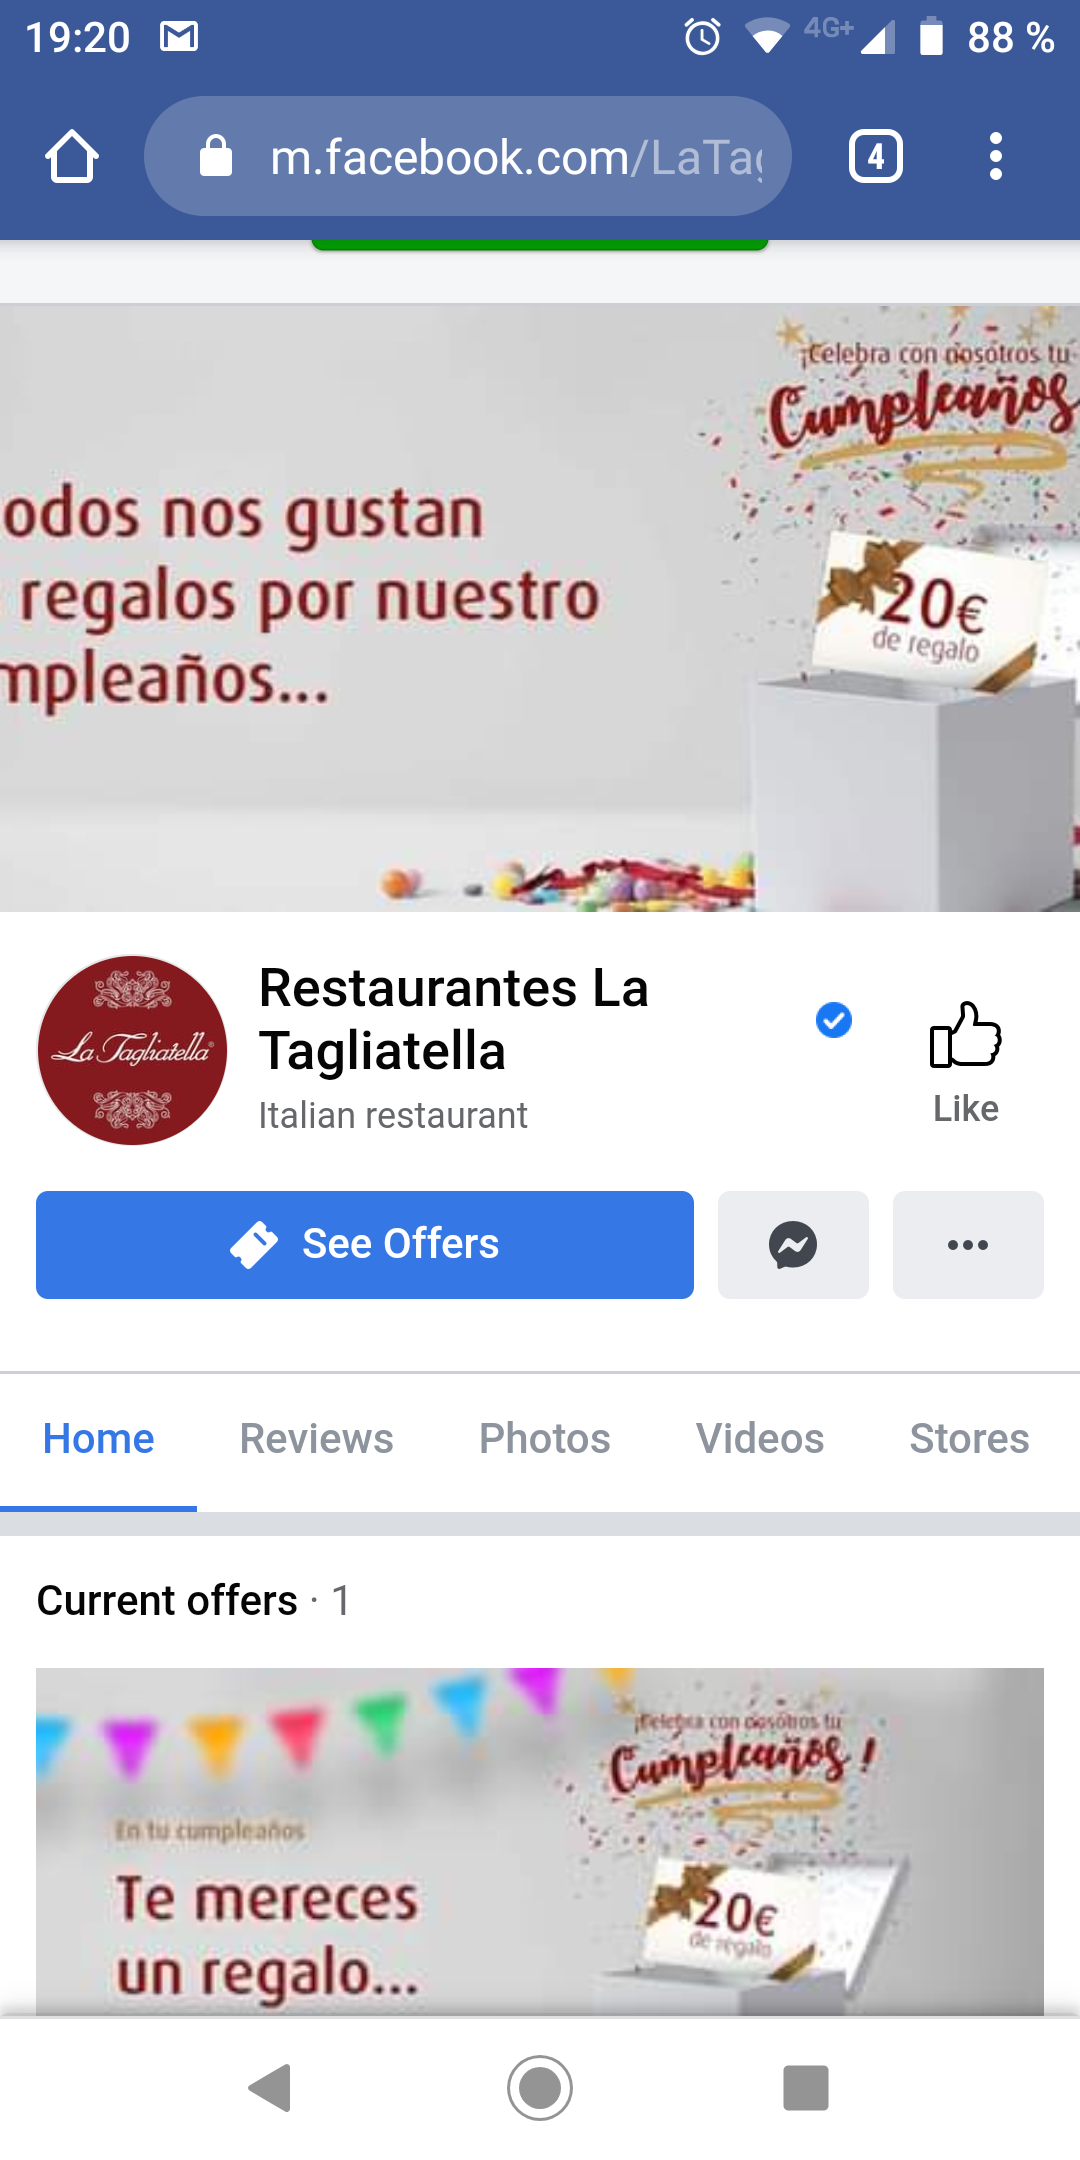 19:20
4G+
88 %
m.facebook.com/LaTag
4
¡Celebra con nosotros tu
Cumpleaños
odos nos gustan
regalos por nuestro
mpleaños...
20€
de regalo
La Tagliatella®
Restaurantes La
Tagliatella
Italian restaurant
Like
See Offers
Home
Reviews
Photos
Videos
Stores
Current offers · 1
¡Celebra con nosotros tu
Cumpleaños !
En tu cumpleaños
Te mereces
un regalo...
20€
de regalo